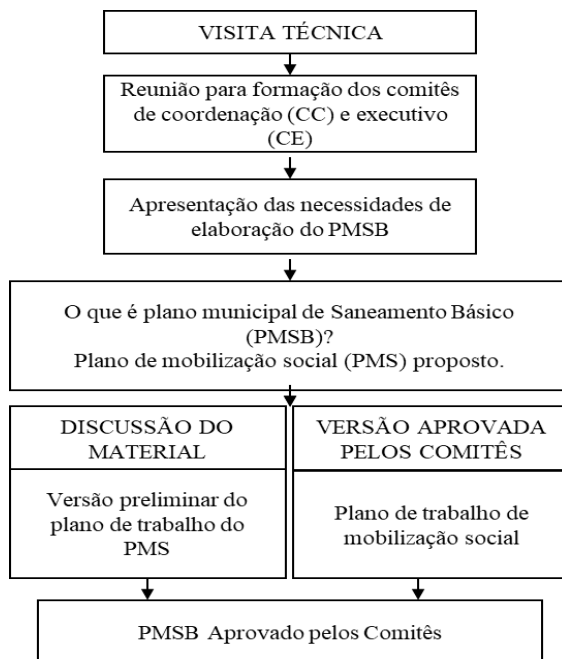 VISITA TÉCNICA
Reunião para formação dos comitês
de coordenação (CC) e executivo
(CE)
Apresentação das necessidades de
elaboração do PMSB
O que é plano municipal de Saneamento Básico
(PMSB)?
Plano de mobilização social (PMS) proposto.
DISCUSSÃO DO
MATERIAL
Versão preliminar do
plano de trabalho do
PMS
VERSÃO APROVADA
PELOS COMITÊS
Plano de trabalho de
mobilização social
PMSB Aprovado pelos Comitês